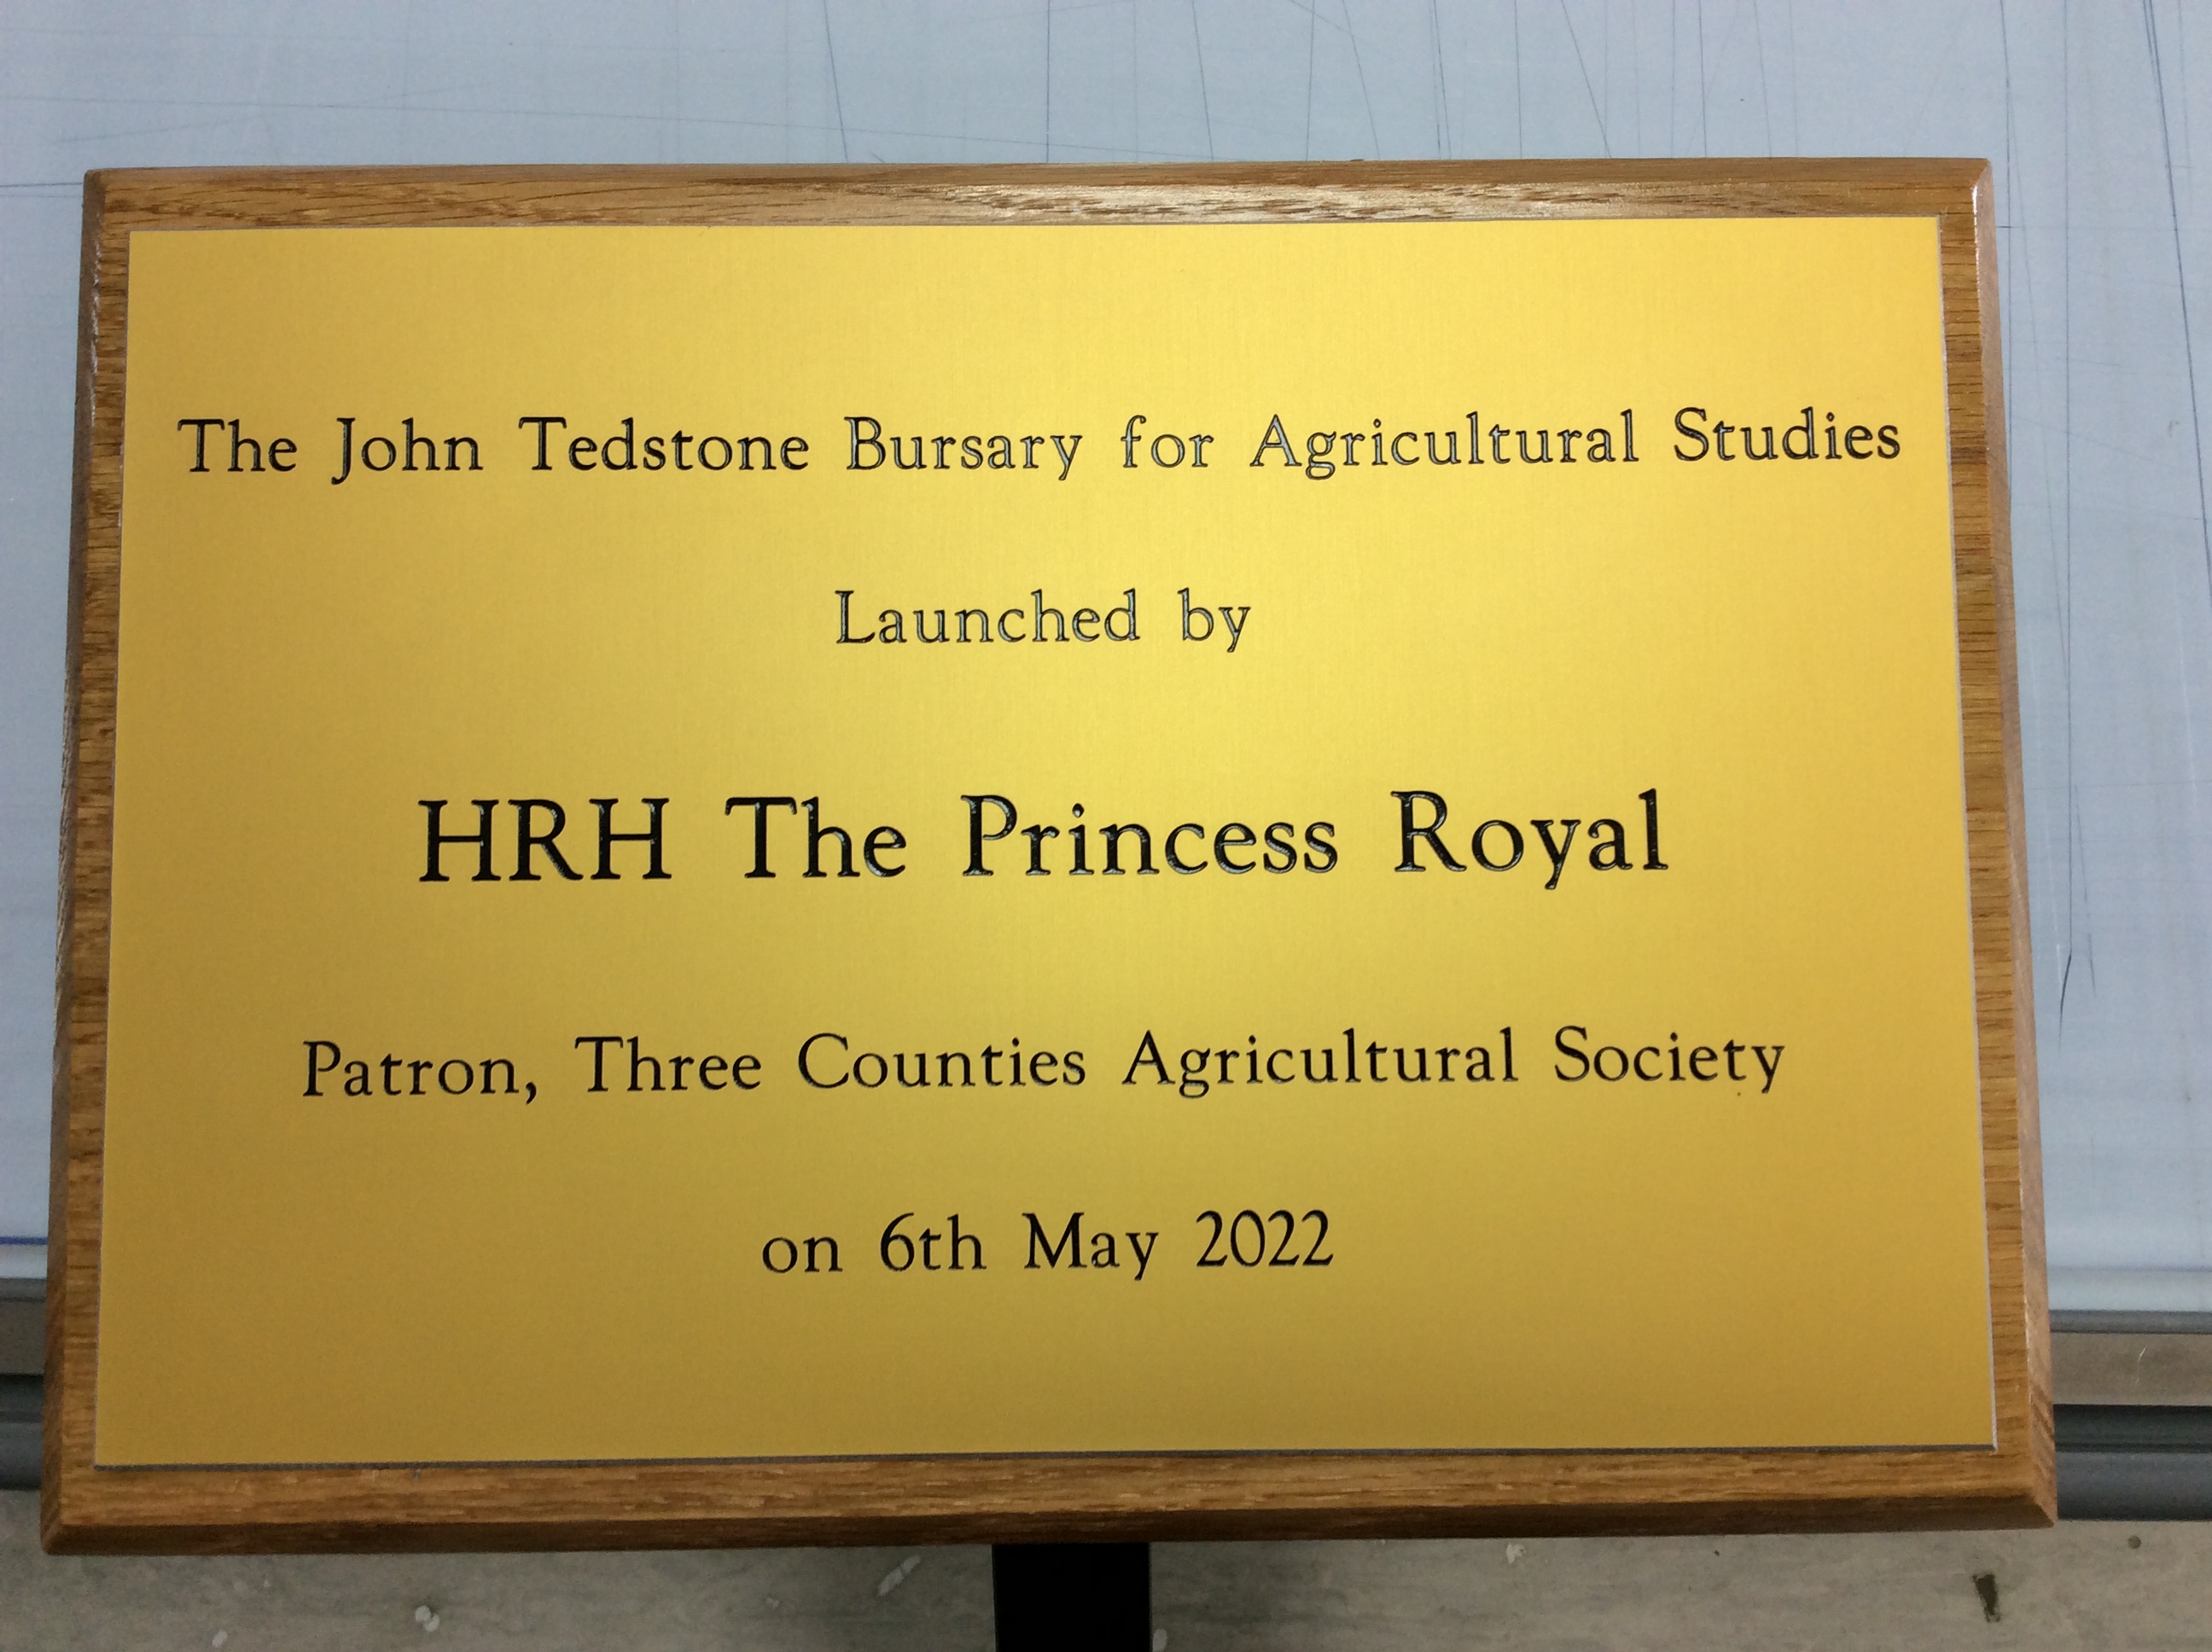 The John Tedstone Bursary for Agricultural Studies
Launched by
HRH The Princess Royal
Patron, Three Counties Agricultural Society
on 6th May 2022